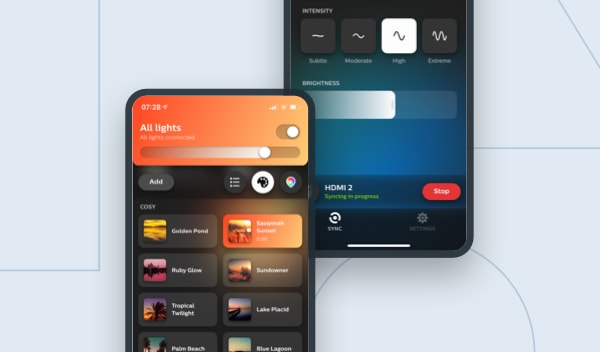 INTENSITY
Subtle
Moderate
High
Extreme
BRIGHTNESS
HDMI 2
Syncing in progress
Stop
SYNC
SETTINGS
07:28
All lights
All lights connected
Add
COSY
Golden Pond
Savannah
Sunset
Edit
Ruby Glow
Sundowner
Tropical
Twilight
Lake Placid
Palm Beach
Blue Lagoon